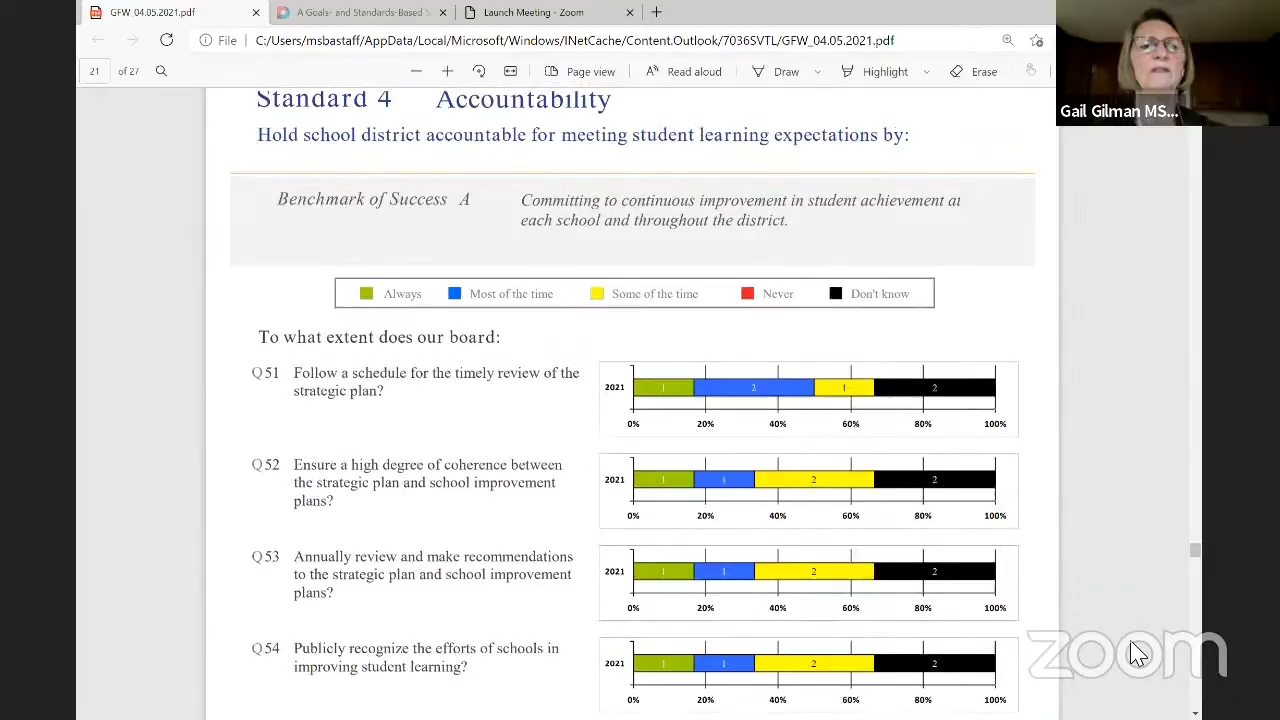 GFW_04.05.2021.pdf
A Goals- and Standards-Based S
Launch Meeting - Zoom
File
C:/Users/msbastaff/AppData/Local/Microsoft/Windows/INetCache/Content.Outlook/7036SVTL/GFW_04.05.2021.pdf
21 of 27
Page view
Read aloud
Draw
Highlight
Erase
Gail Gilman MS...
Standard 4 Accountability
Hold school district accountable for meeting student learning expectations by:
Benchmark of Success A
Committing to continuous improvement in student achievement at
each school and throughout the district.
Always Most of the time Some of the time Never Don't know
To what extent does our board:
Q51 Follow a schedule for the timely review of the
strategic plan?
2021 1 2 1 2
0% 20% 40% 60% 80% 100%
Q52 Ensure a high degree of coherence between
the strategic plan and school improvement
plans?
2021 1 1 2 2
0% 20% 40% 60% 80% 100%
Q53 Annually review and make recommendations
to the strategic plan and school improvement
plans?
2021 1 1 2 2
0% 20% 40% 60% 80% 100%
Q54 Publicly recognize the efforts of schools in
improving student learning?
2021 1 1 2 2
0% 20% 40% 60% 80% 100%
zoom